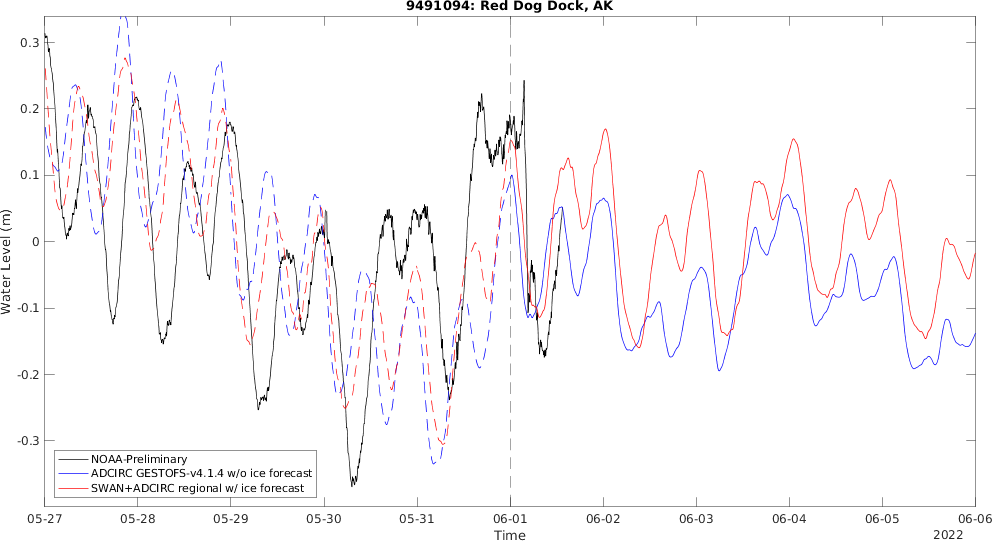 9491094: Red Dog Dock, AK
Water Level (m)
0.3
0.2
0.1
0
-0.1
-0.2
-0.3
NOAA-Preliminary
ADCIRC GESTOFS-v4.1.4 w/o ice forecast
SWAN+ADCIRC regional w/ ice forecast
05-27 05-28 05-29 05-30 05-31 06-01 06-02 06-03 06-04 06-05 06-06
Time
2022